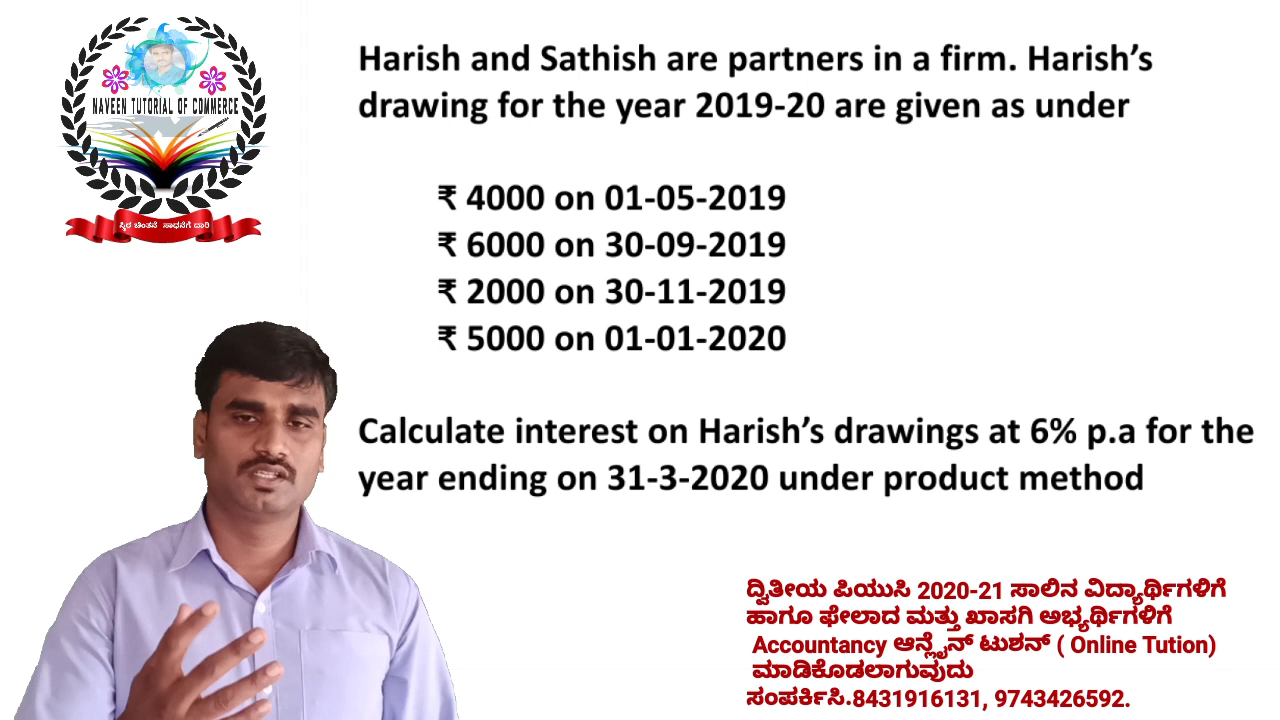 NAVEEN TUTORIAL OF COMMERCE
ಸ್ಥಿರ ಚಿಂತನೆ ಸಾಧನೆಗೆ ದಾರಿ
Harish and Sathish are partners in a firm. Harish’s
drawing for the year 2019-20 are given as under
₹ 4000 on 01-05-2019
₹ 6000 on 30-09-2019
₹ 2000 on 30-11-2019
₹ 5000 on 01-01-2020
Calculate interest on Harish’s drawings at 6% p.a for the
year ending on 31-3-2020 under product method
ದ್ವಿತೀಯ ಪಿಯುಸಿ 2020-21 ಸಾಲಿನ ವಿದ್ಯಾರ್ಥಿಗಳಿಗೆ
ಹಾಗೂ ಫೇಲಾದ ಮತ್ತು ಖಾಸಗಿ ಅಭ್ಯರ್ಥಿಗಳಿಗೆ
Accountancy ಆನ್ಲೈನ್ ಟುಶನ್ ( Online Tution)
ಮಾಡಿಕೊಡಲಾಗುವುದು
ಸಂಪರ್ಕಿಸಿ.8431916131, 9743426592.